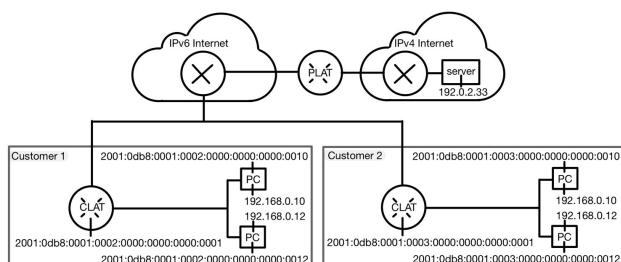 IPv6 Internet
IPv4 Internet
PLAT
server
192.0.2.33
Customer 1
2001:0db8:0001:0002:0000:0000:0000:0010
PC
192.168.0.10
CLAT
192.168.0.12
PC
2001:0db8:0001:0002:0000:0000:0000:0001
2001:0db8:0001:0002:0000:0000:0000:0012
Customer 2
2001:0db8:0001:0003:0000:0000:0000:0010
PC
192.168.0.10
CLAT
192.168.0.12
PC
2001:0db8:0001:0003:0000:0000:0000:0001
2001:0db8:0001:0003:0000:0000:0000:0012